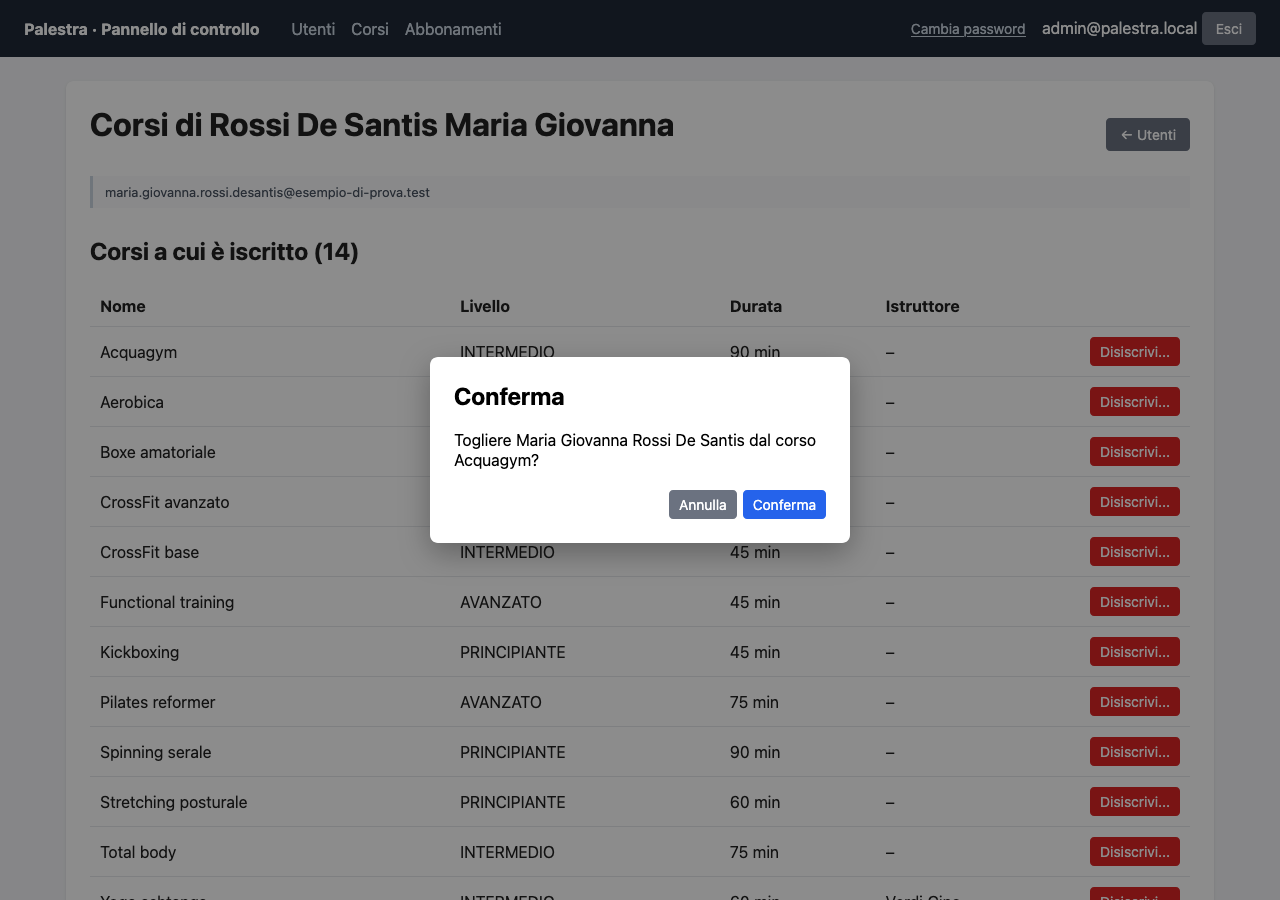 Palestra · Pannello di controllo Utenti Corsi Abbonamenti Cambia password admin@palestra.local Esci
Corsi di Rossi De Santis Maria Giovanna
← Utenti
maria.giovanna.rossi.desantis@esempio-di-prova.test
Corsi a cui è iscritto (14)
Nome Livello Durata Istruttore
Acquagym INTERMEDIO 90 min – Disiscrivi...
Aerobica – Disiscrivi...
Boxe amatoriale – Disiscrivi...
CrossFit avanzato – Disiscrivi...
CrossFit base INTERMEDIO 45 min – Disiscrivi...
Functional training AVANZATO 45 min – Disiscrivi...
Kickboxing PRINCIPIANTE 45 min – Disiscrivi...
Pilates reformer AVANZATO 75 min – Disiscrivi...
Spinning serale PRINCIPIANTE 90 min – Disiscrivi...
Stretching posturale PRINCIPIANTE 60 min – Disiscrivi...
Total body INTERMEDIO 75 min – Disiscrivi...
Conferma
Togliere Maria Giovanna Rossi De Santis dal corso
Acquagym?
Annulla Conferma